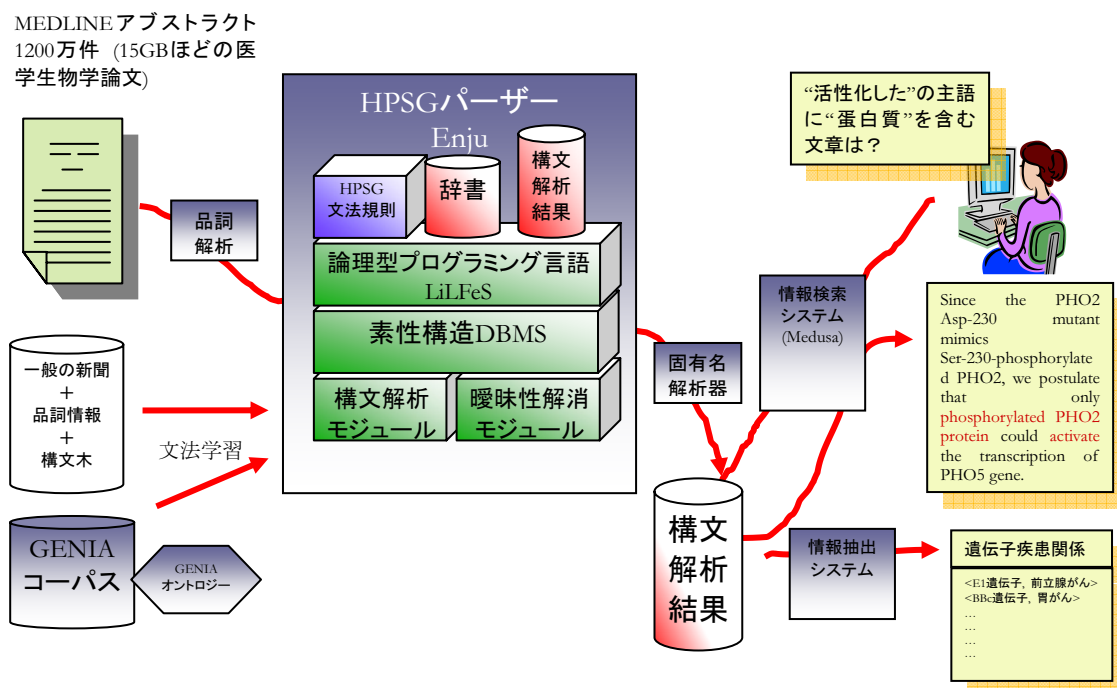 MEDLINEアブストラクト
1200万件 (15GBほどの医
学生物学論文)
品詞
解析
一般の新聞
+
品詞情報
+
構文木
文法学習
GENIA
コーパス
GENIA
オントロジー
HPSGパーザー
Enju
HPSG
文法規則
辞書
構文
解析
結果
論理型プログラミング言語
LiLFeS
素性構造DBMS
構文解析
モジュール
曖昧性解消
モジュール
固有名
解析器
構文
解析
結果
情報検索
システム
(Medusa)
情報抽出
システム
“活性化した”の主語
に“蛋白質”を含む
文章は？
Since the PHO2
Asp-230 mutant
mimics
Ser-230-phosphorylate
d PHO2, we postulate
that only
phosphorylated PHO2
protein could activate
the transcription of
PHO5 gene.
遺伝子疾患関係
<E1遺伝子, 前立腺がん>
<BBc遺伝子, 胃がん>
…
…
…
…